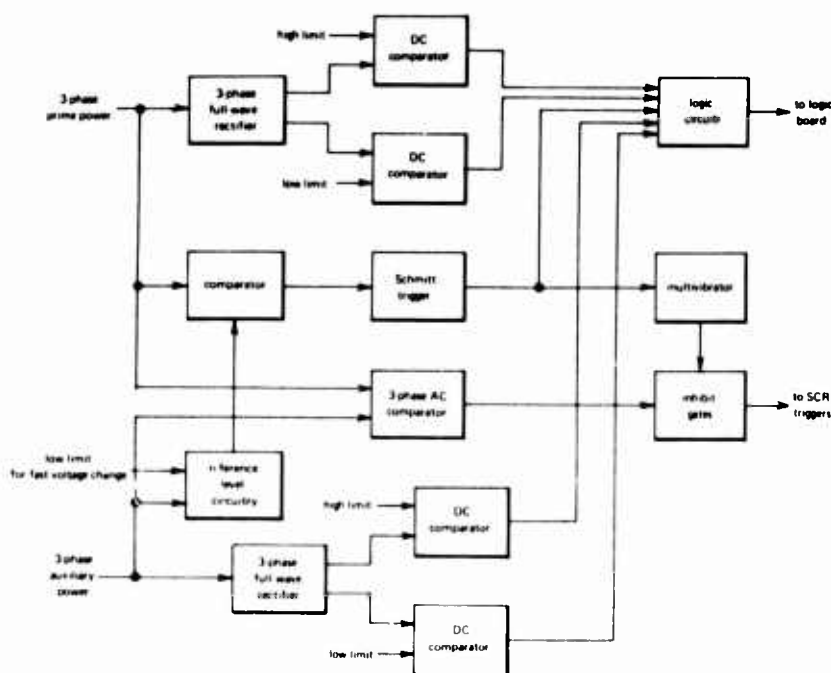 high limit
DC
comparator
3-phase
prime power
3-phase
full-wave
rectifier
logic
circuits
to logic
board
DC
comparator
low limit
comparator
Schmitt
trigger
multivibrator
3-phase AC
comparator
inhibit
gates
to SCR
triggers
low limit
for fast voltage change
level
circuitry
high limit
DC
comparator
3-phase
auxiliary
power
3-phase
full wave
rectifier
DC
comparator
low limit